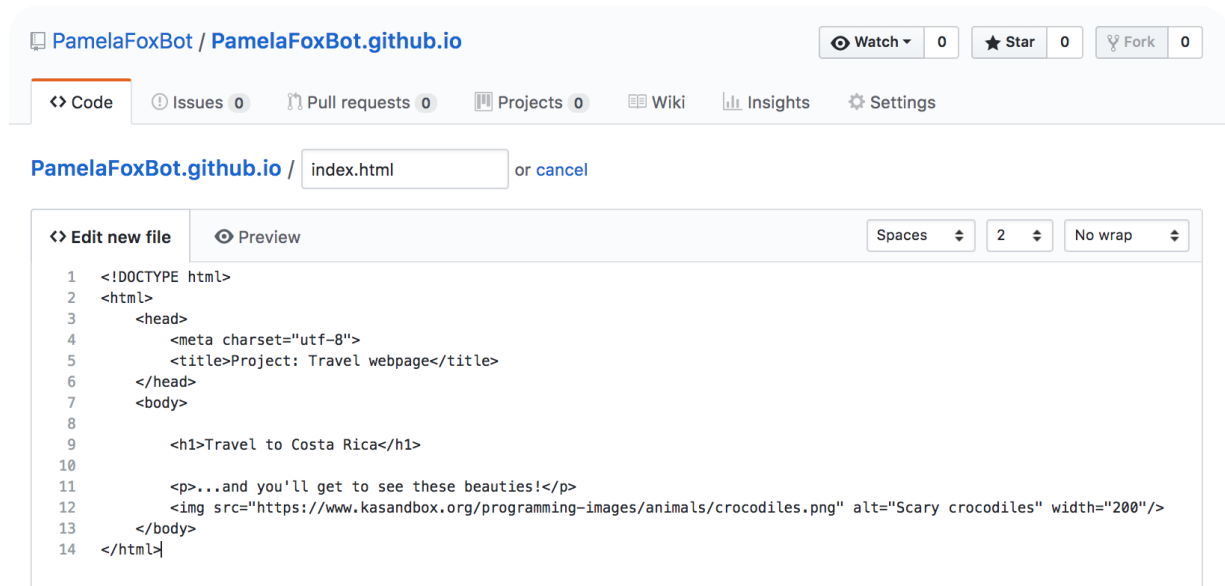 PamelaFoxBot / PamelaFoxBot.github.io Watch 0 Star 0 Fork 0
<> Code Issues 0 Pull requests 0 Projects 0 Wiki Insights Settings
PamelaFoxBot.github.io / index.html or cancel
<> Edit new file Preview Spaces 2 No wrap
1 <!DOCTYPE html>
2 <html>
3     <head>
4         <meta charset="utf-8">
5         <title>Project: Travel webpage</title>
6     </head>
7     <body>
8
9         <h1>Travel to Costa Rica</h1>
10
11         <p>...and you'll get to see these beauties!</p>
12         <img src="https://www.kasandbox.org/programming-images/animals/crocodiles.png" alt="Scary crocodiles" width="200"/>
13     </body>
14 </html>